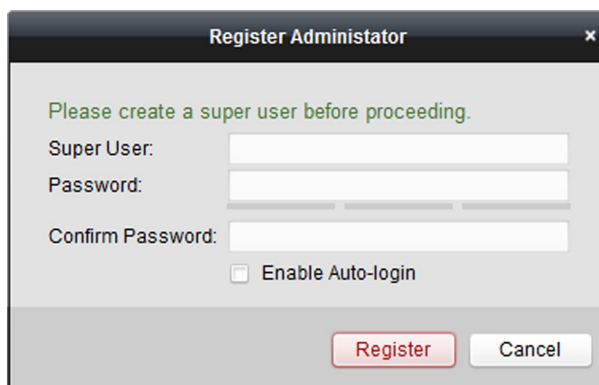 Register Administator
Please create a super user before proceeding.
Super User:
Password:
Confirm Password:
Enable Auto-login
Register Cancel